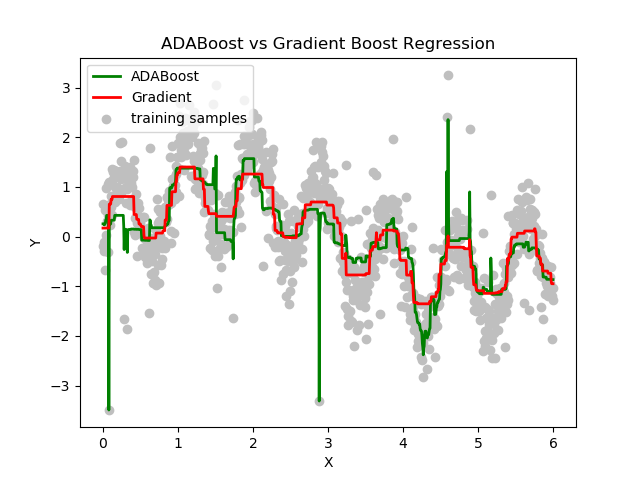 ADABoost vs Gradient Boost Regression
ADABoost
Gradient
training samples
Y
3
2
1
0
−1
−2
−3
0
1
2
3
4
5
6
X